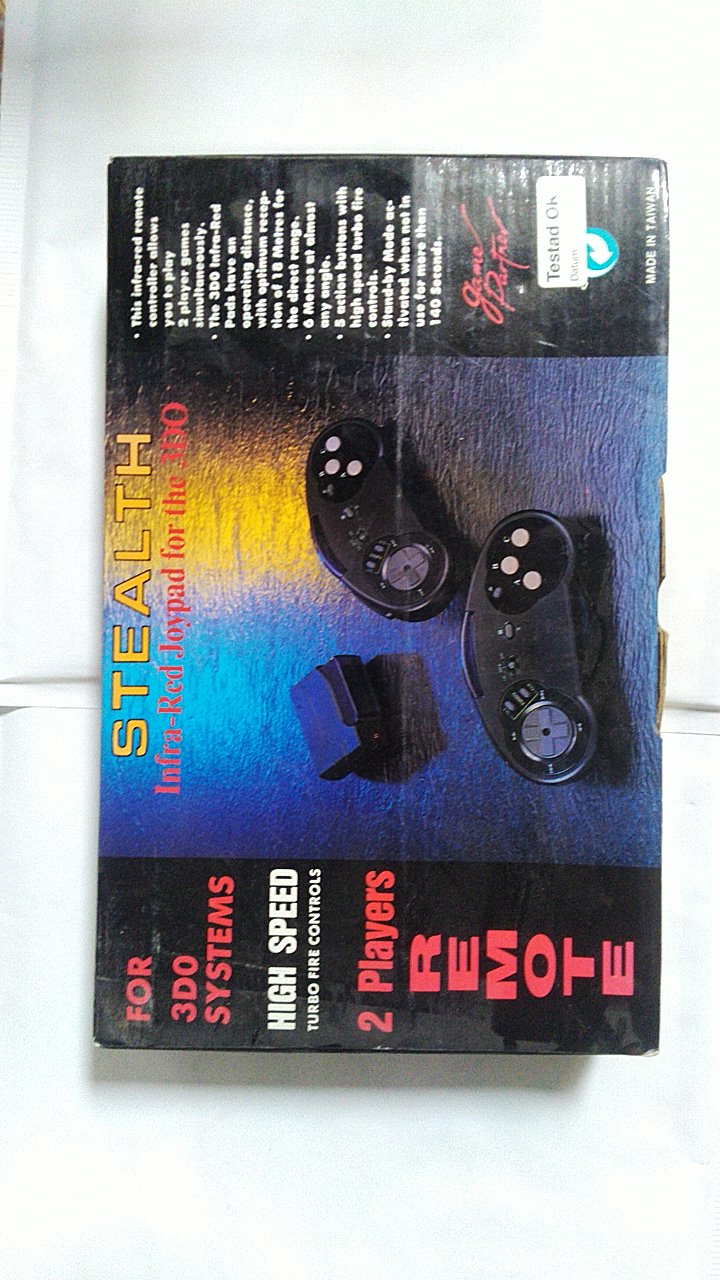 STEALTH
Infra-Red Joypad for the 3DO
FOR
3DO
SYSTEMS
HIGH SPEED
TURBO FIRE CONTROLS
2 Players
REMOTE
• This infra-red remote
controller allows
you to play
2 player games
simultaneously.
• The 3DO Infra-Red
Pads have an
operating distance,
with optimum recep-
tion of 18 Metres for
the direct range.
• 6 Metres at almost
any angle.
• 5 action buttons with
high speed turbo fire
controls.
• Stand-by Mode ac-
tivated when not in
use for more than
140 Seconds.
Game
Partner
Testad Ok
Datum
MADE IN TAIWAN